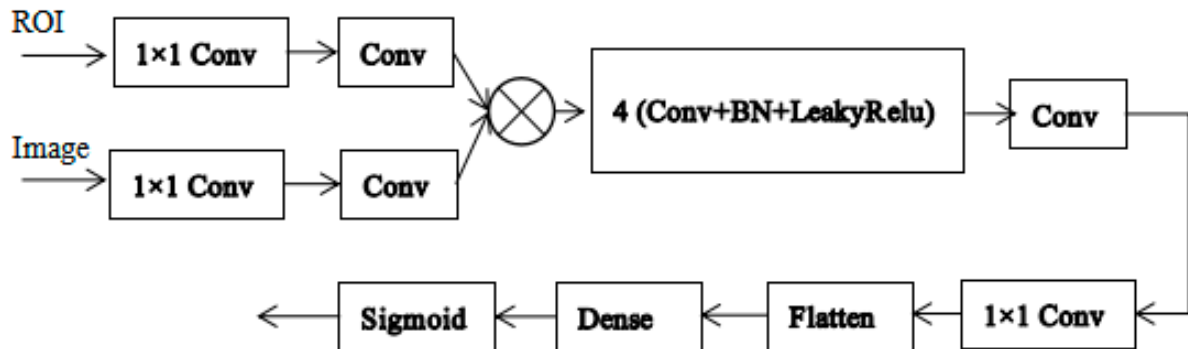 ROI
1×1 Conv
Conv
4 (Conv+BN+LeakyRelu)
Conv
Image
1×1 Conv
Conv
Sigmoid
Dense
Flatten
1×1 Conv